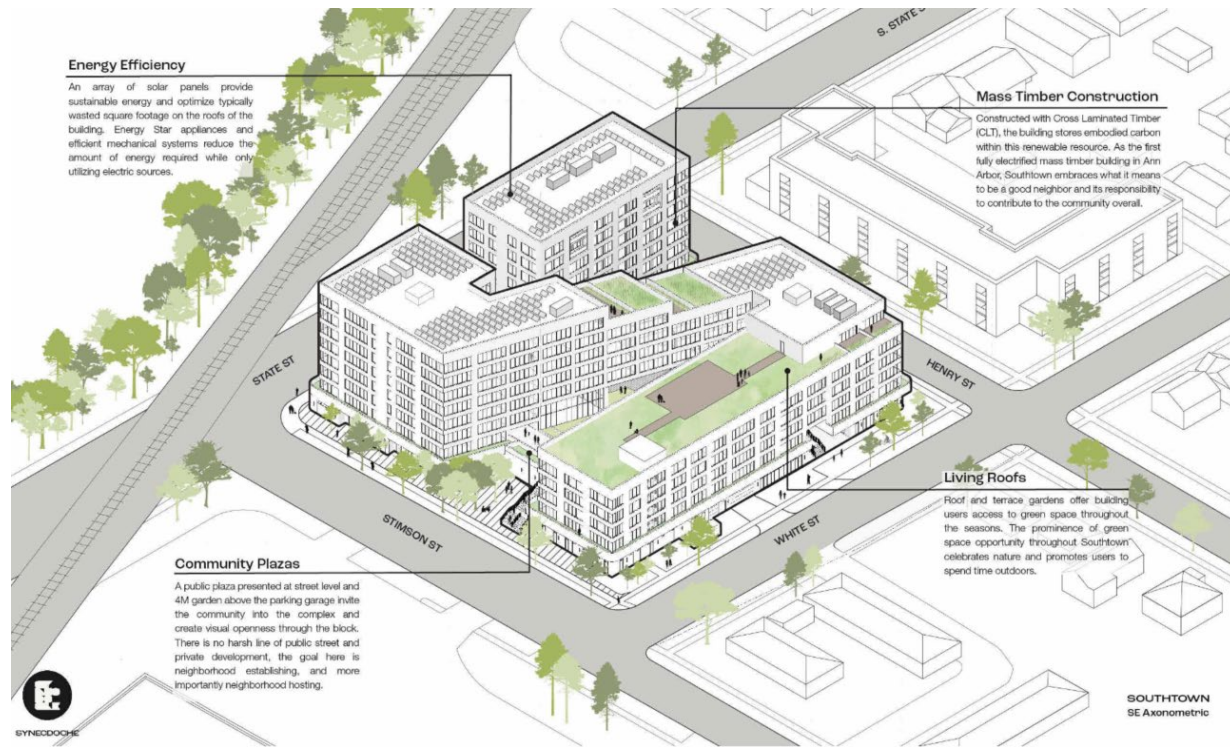 S. STATE S
Energy Efficiency
An array of solar panels provide
sustainable energy and optimize typically
wasted square footage on the roofs of the
building. Energy Star appliances and
efficient mechanical systems reduce the
amount of energy required while only
utilizing electric sources.
Mass Timber Construction
Constructed with Cross Laminated Timber
(CLT), the building stores embodied carbon
within this renewable resource. As the first
fully electrified mass timber building in Ann
Arbor, Southtown embraces what it means
to be a good neighbor and its responsibility
to contribute to the community overall.
STATE ST
HENRY ST
STIMSON ST
WHITE ST
Living Roofs
Roof and terrace gardens offer building
users access to green space throughout
the seasons. The prominence of green
space opportunity throughout Southtown
celebrates nature and promotes users to
spend time outdoors.
Community Plazas
A public plaza presented at street level and
4M garden above the parking garage invite
the community into the complex and
create visual openness through the block.
There is no harsh line of public street and
private development, the goal here is
neighborhood establishing, and more
importantly neighborhood hosting.
SYNECDOCHE
SOUTHTOWN
SE Axonometric